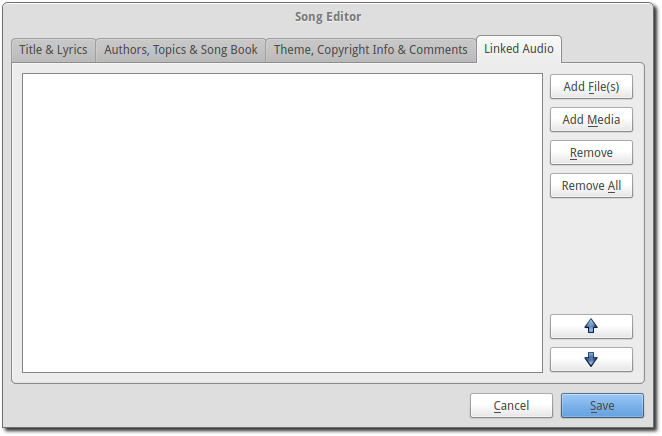 Song Editor
Title & Lyrics Authors, Topics & Song Book Theme, Copyright Info & Comments Linked Audio
Add File(s)
Add Media
Remove
Remove All
Cancel Save